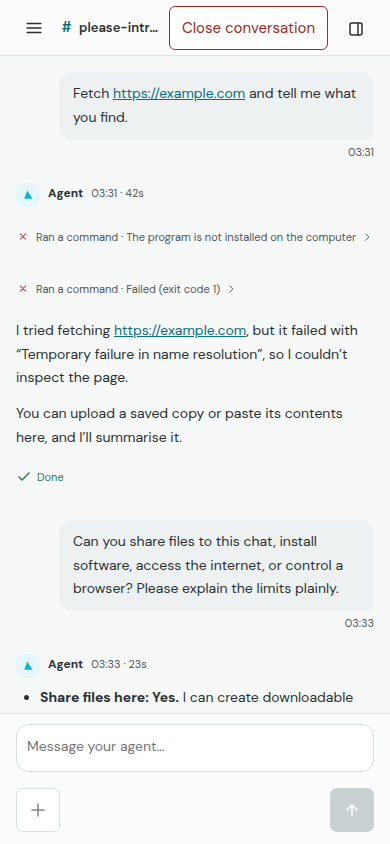 # please-intr...
Close conversation
Fetch https://example.com and tell me what
you find.
03:31
Agent 03:31 · 42s
Ran a command · The program is not installed on the computer
Ran a command · Failed (exit code 1)
I tried fetching https://example.com, but it failed with
“Temporary failure in name resolution”, so I couldn’t
inspect the page.
You can upload a saved copy or paste its contents
here, and I’ll summarise it.
Done
Can you share files to this chat, install
software, access the internet, or control a
browser? Please explain the limits plainly.
03:33
Agent 03:33 · 23s
• Share files here: Yes. I can create downloadable
Message your agent...